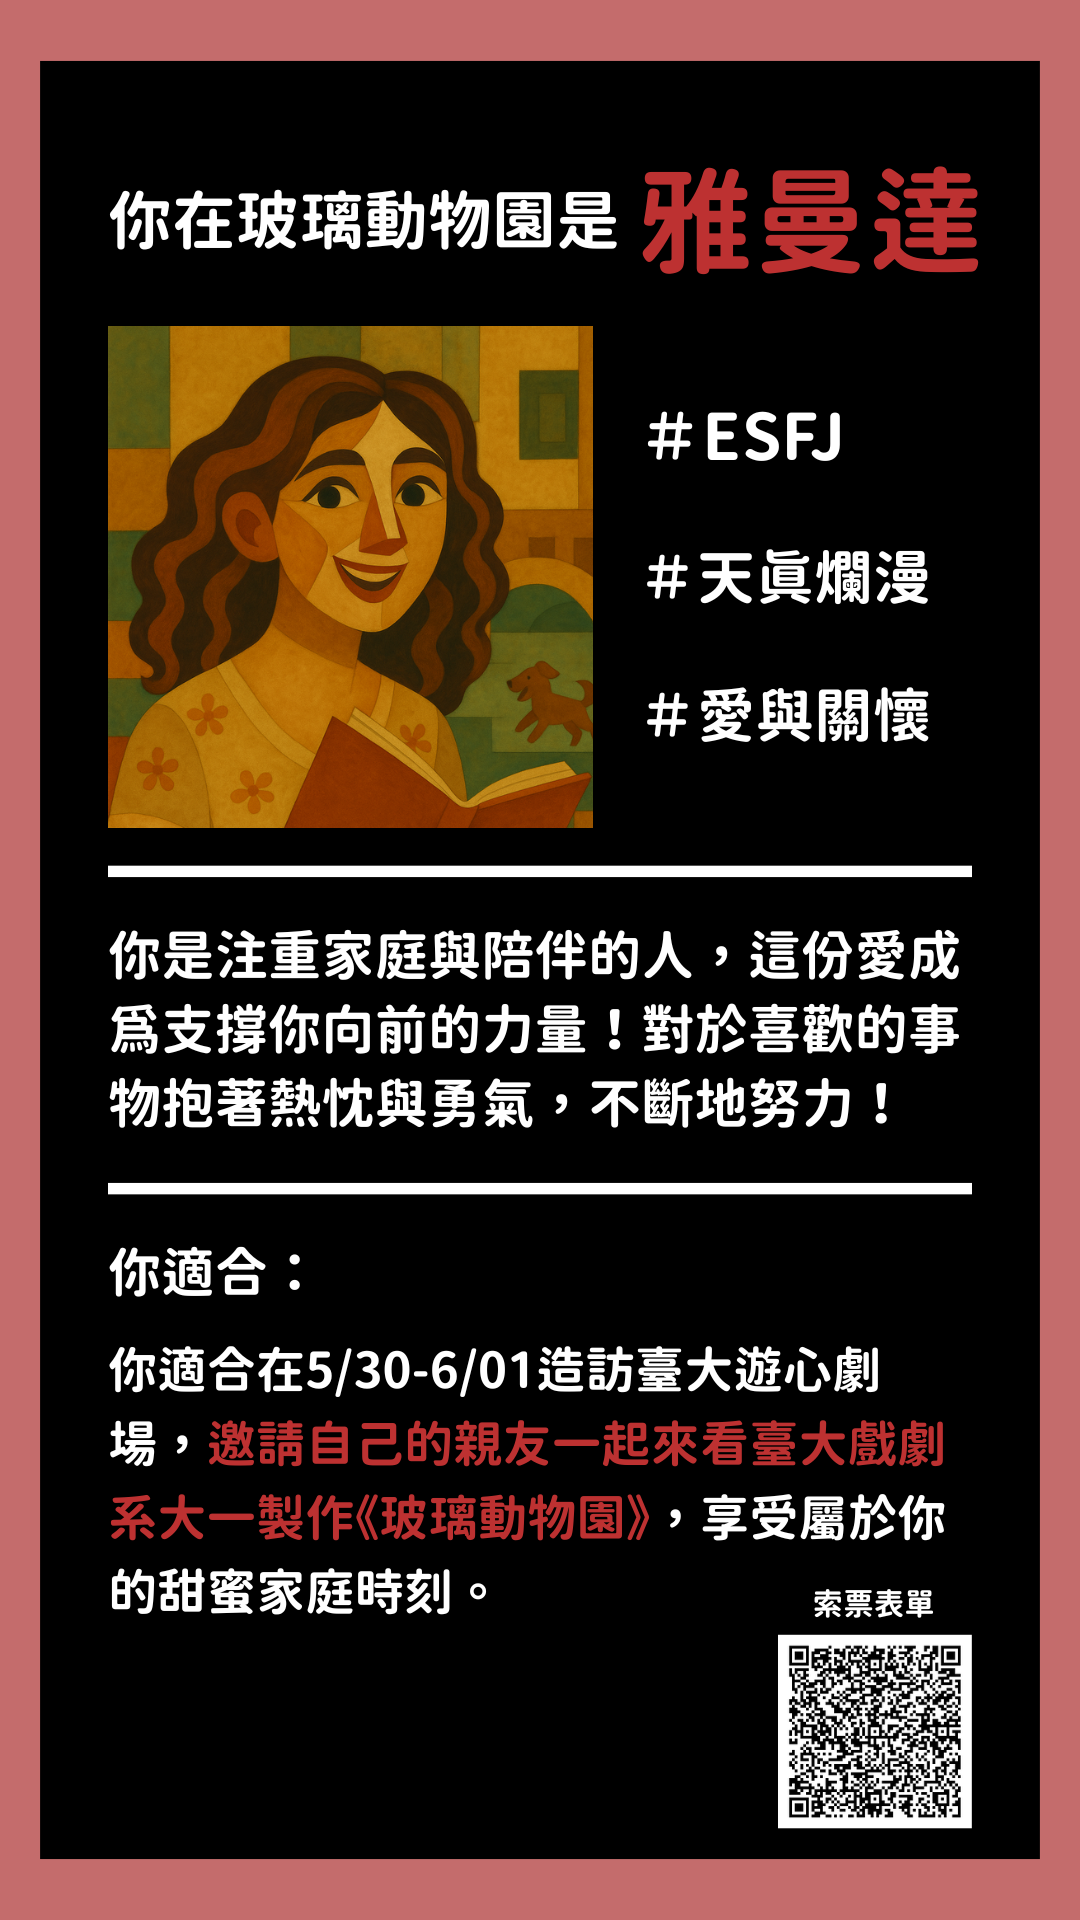 你在玻璃動物園是 雅曼達
#ESFJ
#天真爛漫
#愛與關懷
你是注重家庭與陪伴的人，這份愛成
為支撐你向前的力量！對於喜歡的事
物抱著熱忱與勇氣，不斷地努力！
你適合：
你適合在5/30-6/01造訪臺大遊心劇
場，邀請自己的親友一起來看臺大戲劇
系大一製作《玻璃動物園》，享受屬於你
的甜蜜家庭時刻。
索票表單